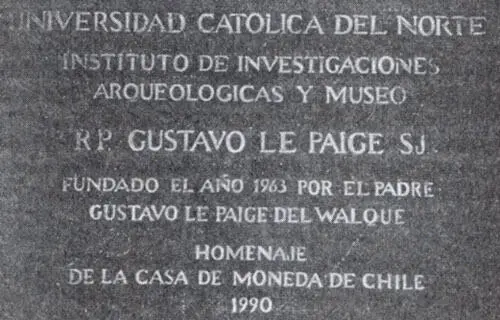 UNIVERSIDAD CATOLICA DEL NORTE
INSTITUTO DE INVESTIGACIONES
ARQUEOLOGICAS Y MUSEO
R.P. GUSTAVO LE PAIGE S.J.
FUNDADO EL AÑO 1963 POR EL PADRE
GUSTAVO LE PAIGE DEL WALQUE
HOMENAJE
DE LA CASA DE MONEDA DE CHILE
1990